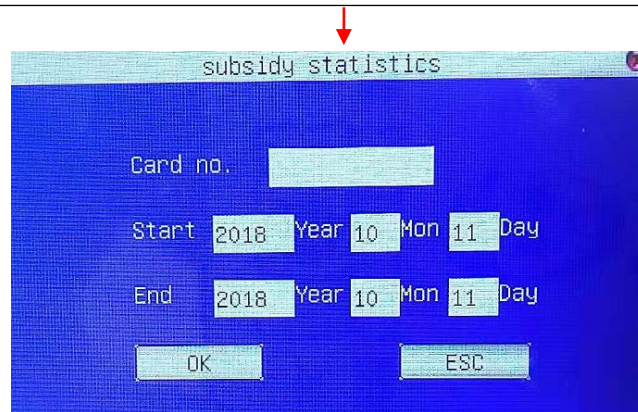 subsidy statistics
Card no.
Start 2018 Year 10 Mon 11 Day
End 2018 Year 10 Mon 11 Day
OK ESC